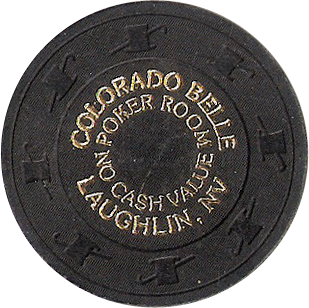 COLORADO BELLE
POKER ROOM
NO CASH VALUE
LAUGHLIN, NV